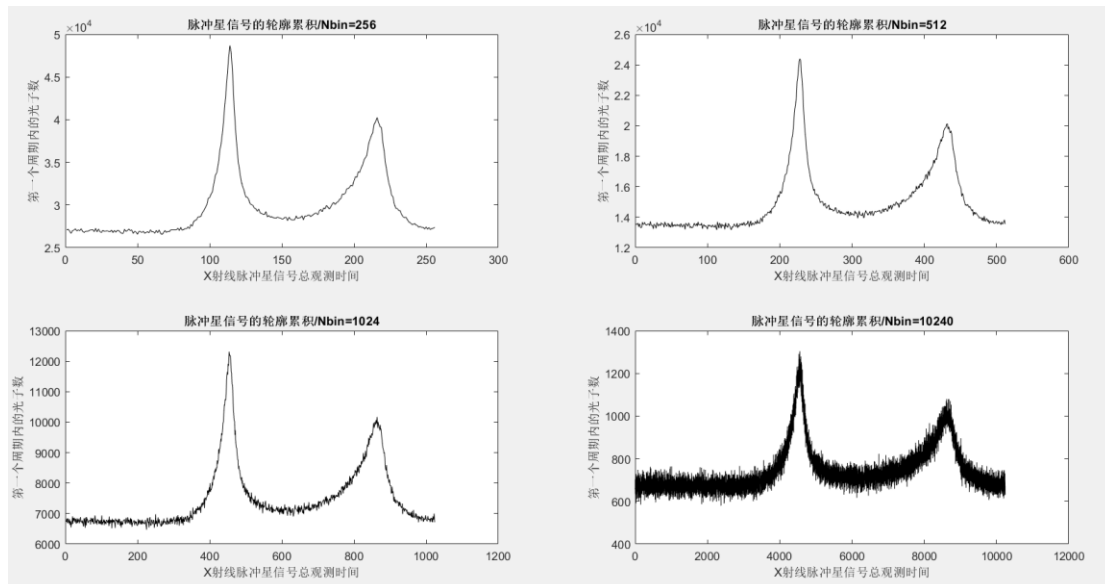 脉冲星信号的轮廓累积/Nbin=256
×10⁴
5
4.5
4
3.5
3
2.5
0 50 100 150 200 250 300
第一个周期内的光子数
X射线脉冲星信号总观测时间
脉冲星信号的轮廓累积/Nbin=512
×10⁴
2.6
2.4
2.2
2
1.8
1.6
1.4
1.2
0 100 200 300 400 500 600
第一个周期内的光子数
X射线脉冲星信号总观测时间
脉冲星信号的轮廓累积/Nbin=1024
13000
12000
11000
10000
9000
8000
7000
6000
0 200 400 600 800 1000 1200
第一个周期内的光子数
X射线脉冲星信号总观测时间
脉冲星信号的轮廓累积/Nbin=10240
1400
1200
1000
800
600
400
0 2000 4000 6000 8000 10000 12000
第一个周期内的光子数
X射线脉冲星信号总观测时间